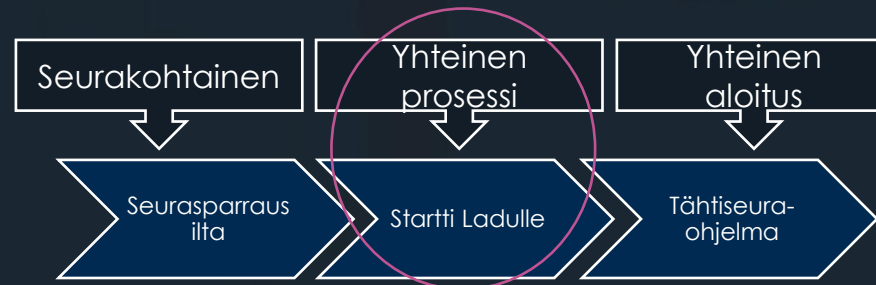 Seurakohtainen
Yhteinen
prosessi
Yhteinen
aloitus
Seurasparraus
ilta
Startti Ladulle
Tähtiseura-
ohjelma